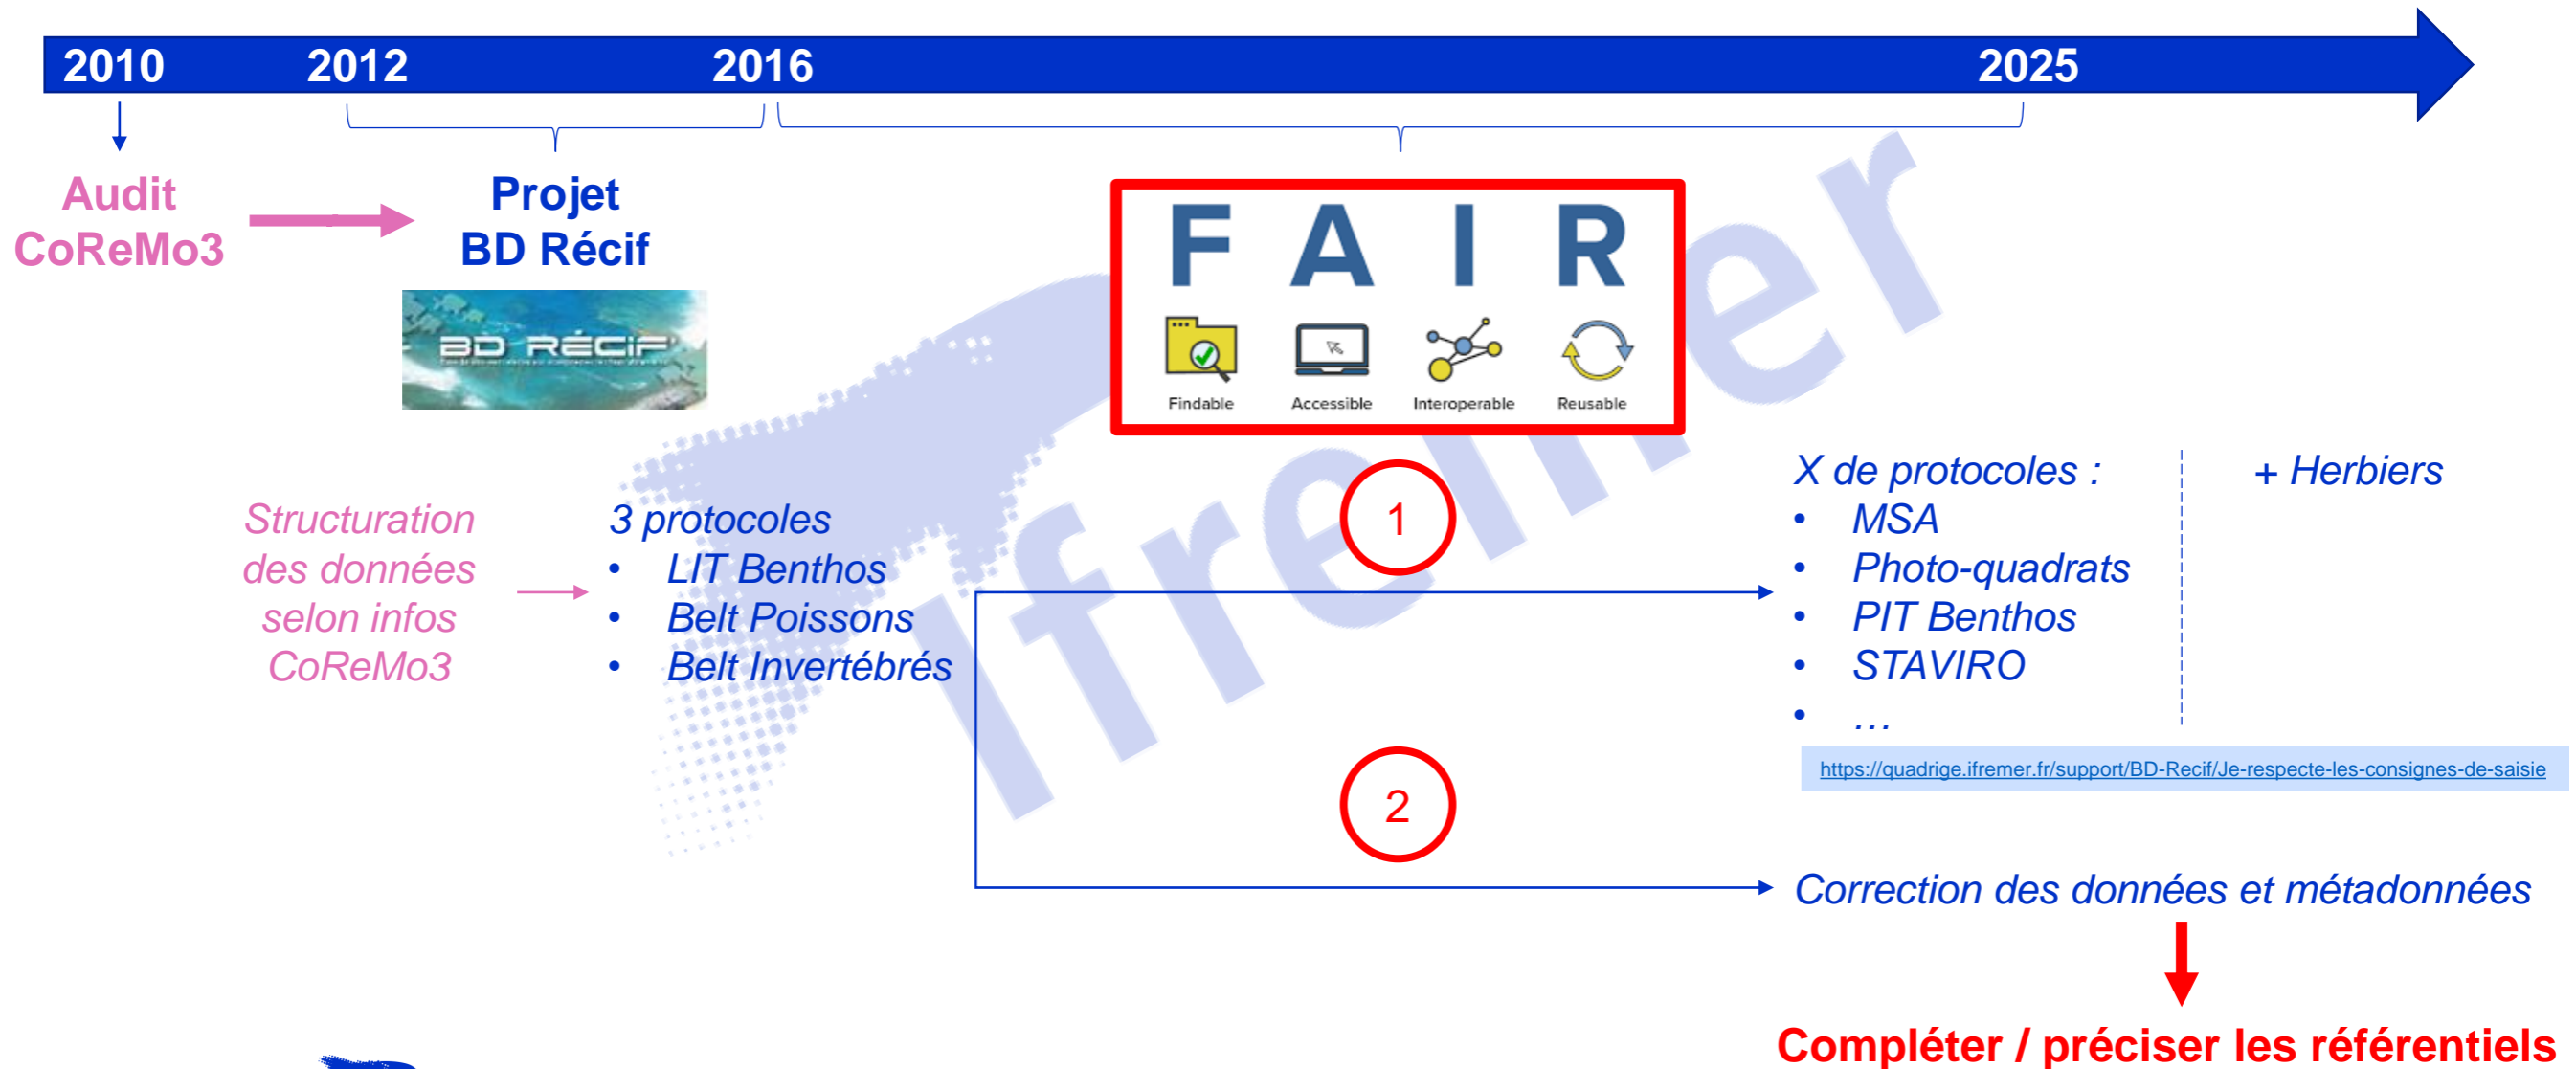 2010 2012 2016 2025
Audit
CoReMo3
Projet
BD Récif
BD RÉCIF
F A I R
Findable Accessible Interoperable Reusable
Structuration
des données
selon infos
CoReMo3
3 protocoles
• LIT Benthos
• Belt Poissons
• Belt Invertébrés
1
X de protocoles :
• MSA
• Photo-quadrats
• PIT Benthos
• STAVIRO
• …
+ Herbiers
https://quadrige.ifremer.fr/support/BD-Recif/Je-respecte-les-consignes-de-saisie
2
Correction des données et métadonnées
Compléter / préciser les référentiels
Ifremer